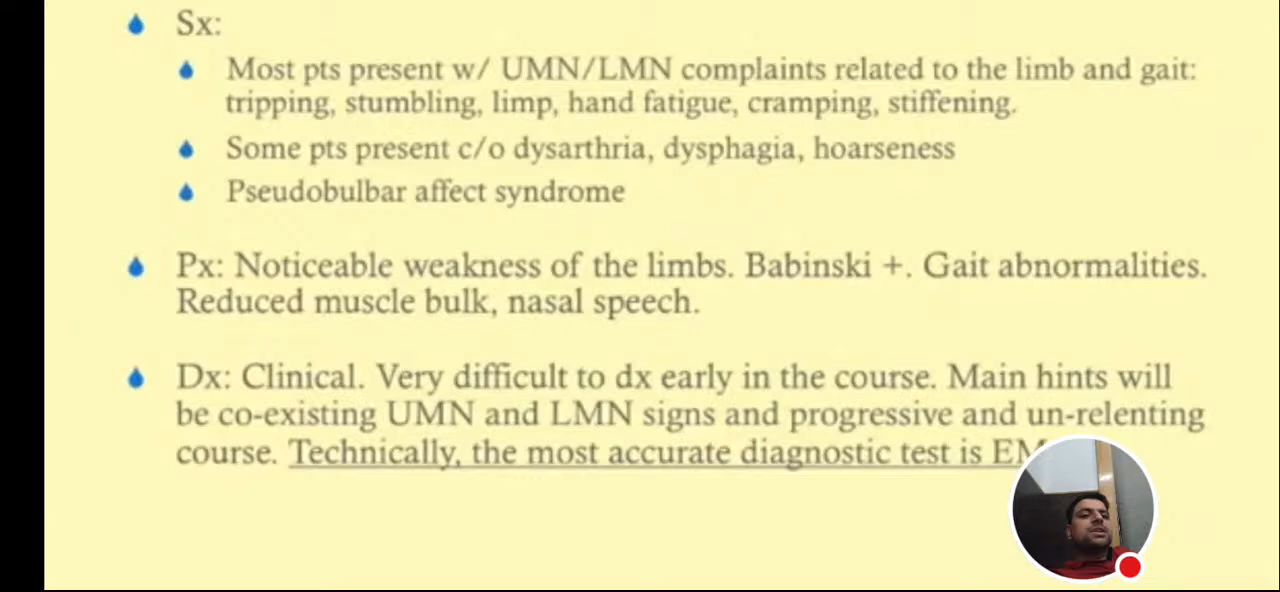 Sx:
Most pts present w/ UMN/LMN complaints related to the limb and gait:
tripping, stumbling, limp, hand fatigue, cramping, stiffening.
Some pts present c/o dysarthria, dysphagia, hoarseness
Pseudobulbar affect syndrome
Px: Noticeable weakness of the limbs. Babinski +. Gait abnormalities.
Reduced muscle bulk, nasal speech.
Dx: Clinical. Very difficult to dx early in the course. Main hints will
be co-existing UMN and LMN signs and progressive and un-relenting
course. Technically, the most accurate diagnostic test is